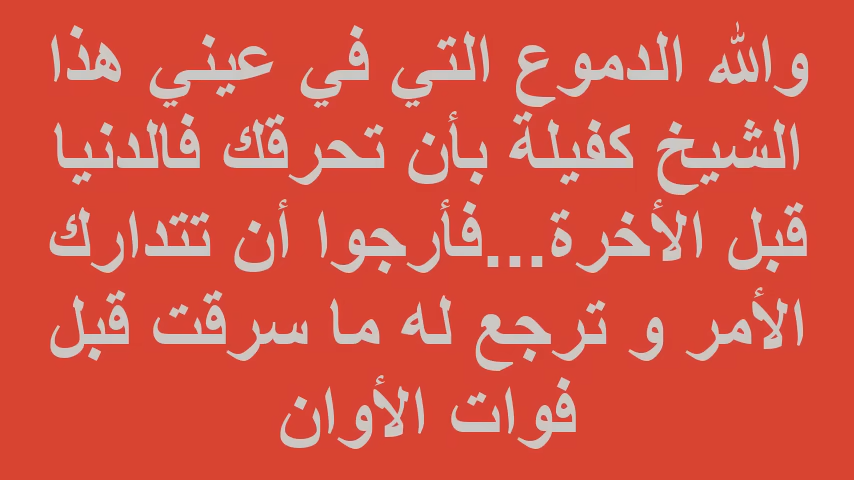 والله الدموع التي في عيني هذا
الشيخ كفيلة بأن تحرقك فالدنيا
قبل الأخرة...فأرجوا أن تتدارك
الأمر و ترجع له ما سرقت قبل
فوات الأوان